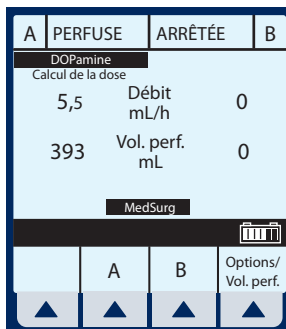 A PERFUSE ARRÊTÉE B
DOPamine
Calcul de la dose
5,5 Débit 0
mL/h
393 Vol. perf. 0
mL
MedSurg
A B Options/
Vol. perf.